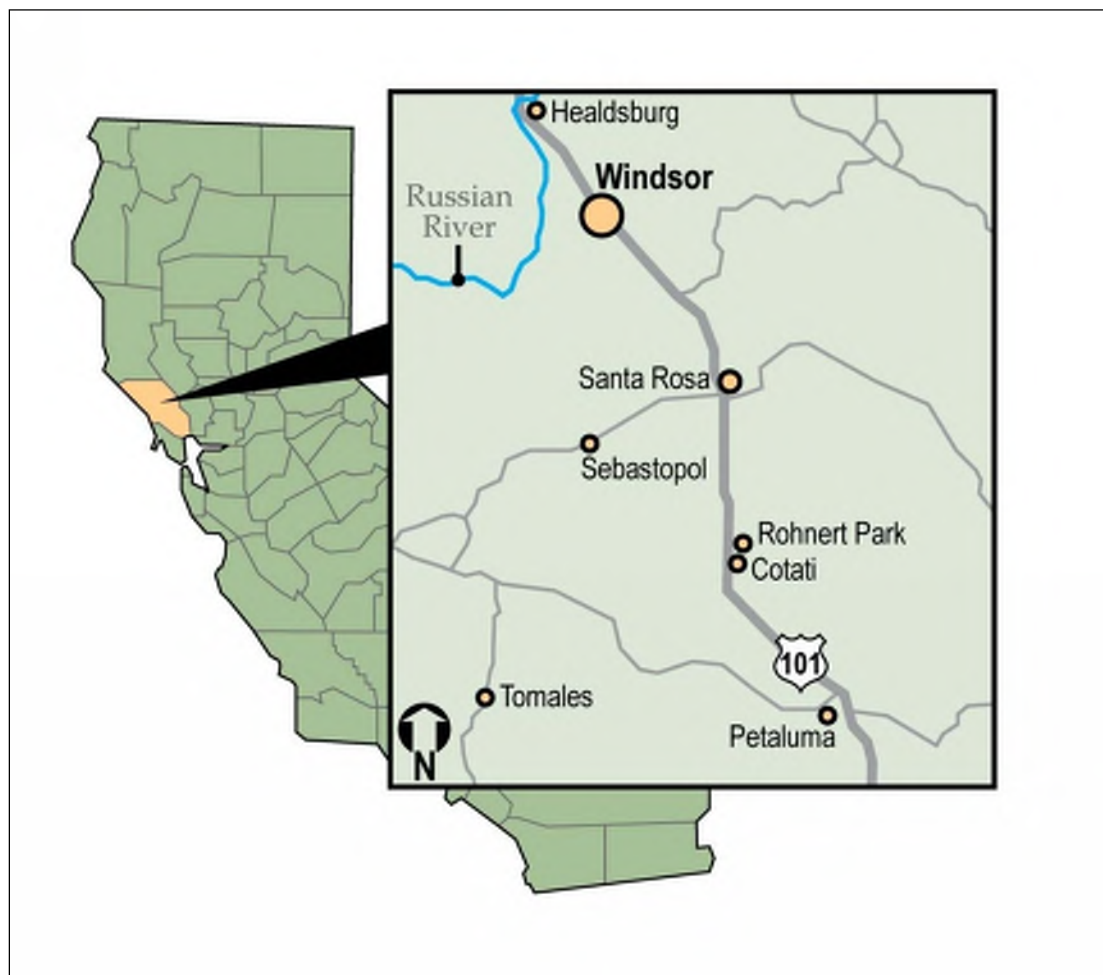 Healdsburg
Windsor
Russian
River
Santa Rosa
Sebastopol
Rohnert Park
Cotati
101
Tomales
Petaluma
N